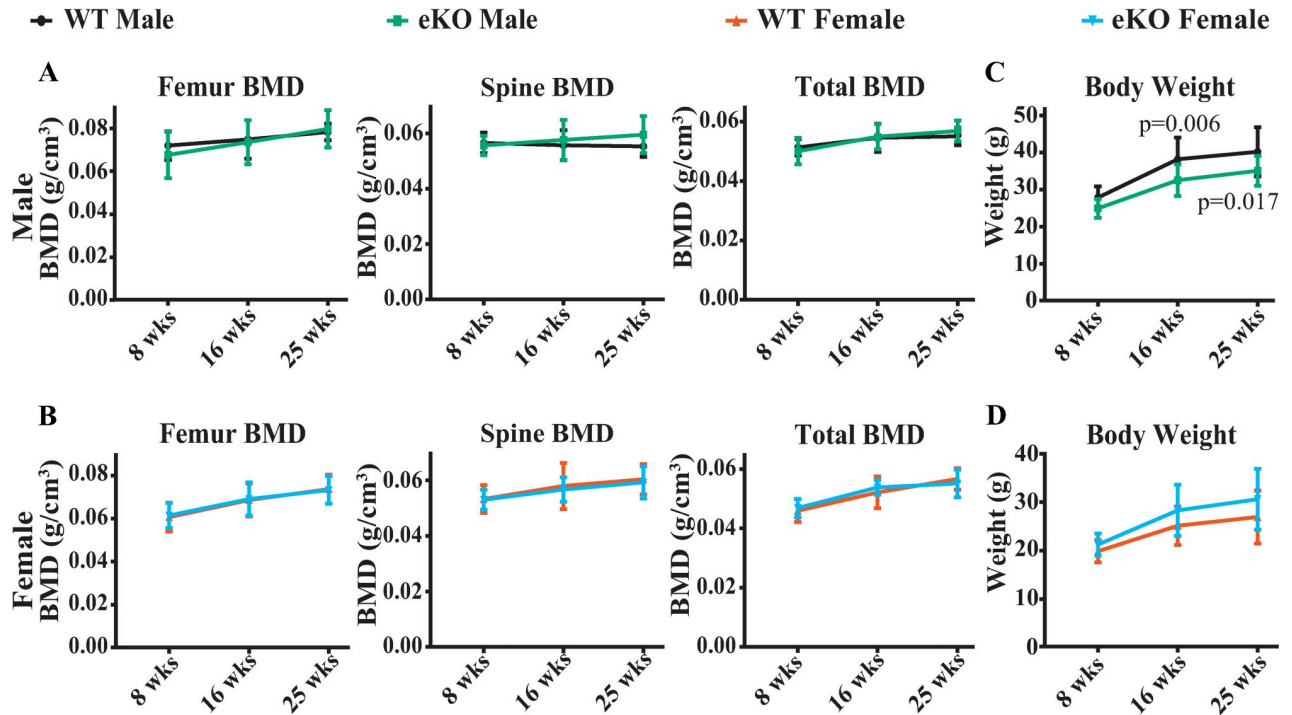 WT Male eKO Male WT Female eKO Female
A Femur BMD Spine BMD Total BMD C Body Weight
Male
BMD (g/cm³)
0.08
0.06
0.04
0.02
0.00
8 wks 16 wks 25 wks
BMD (g/cm³)
0.06
0.04
0.02
0.00
8 wks 16 wks 25 wks
BMD (g/cm³)
0.06
0.04
0.02
0.00
8 wks 16 wks 25 wks
Weight (g)
50
40
30
20
10
0
p=0.006
p=0.017
8 wks 16 wks 25 wks
B Femur BMD Spine BMD Total BMD D Body Weight
Female
BMD (g/cm³)
0.08
0.06
0.04
0.02
0.00
8 wks 16 wks 25 wks
BMD (g/cm³)
0.06
0.04
0.02
0.00
8 wks 16 wks 25 wks
BMD (g/cm³)
0.06
0.04
0.02
0.00
8 wks 16 wks 25 wks
Weight (g)
40
30
20
10
0
8 wks 16 wks 25 wks